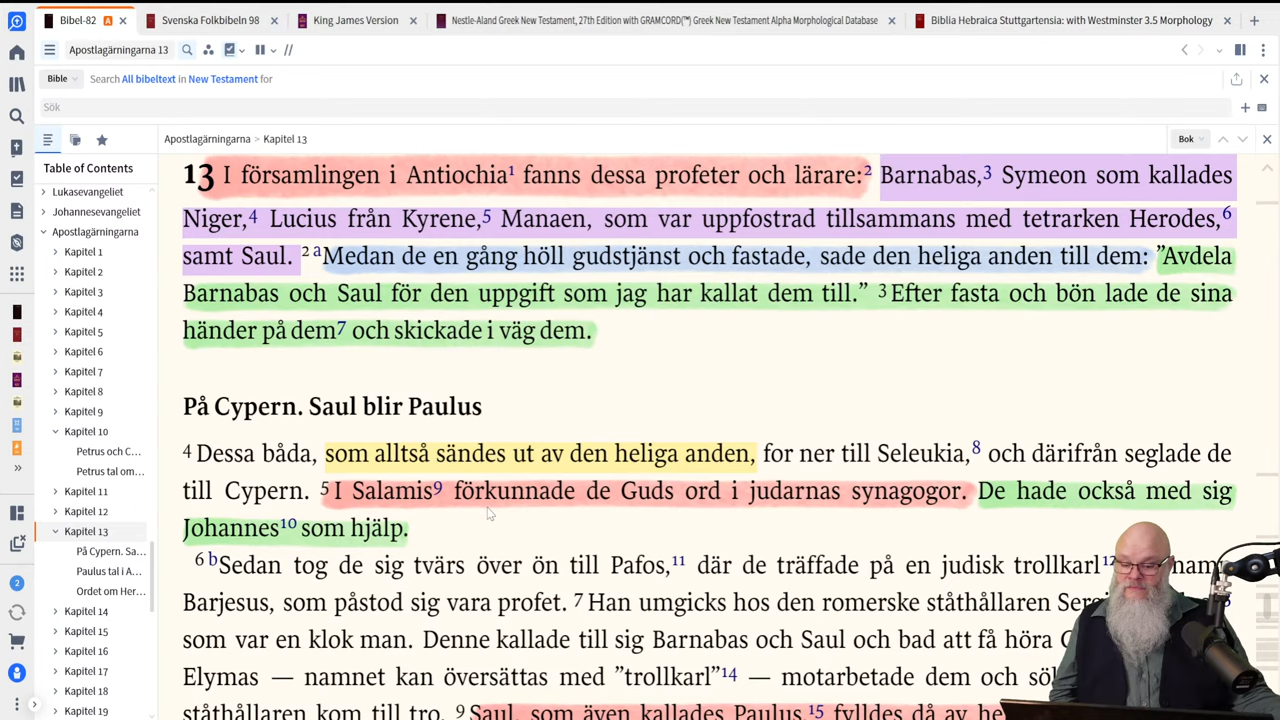 Bibel-82 A
Svenska Folkbibeln 98
King James Version
Nestle-Aland Greek New Testament, 27th Edition with GRAMCORD(™) Greek New Testament Alpha Morphological Database
Biblia Hebraica Stuttgartensia: with Westminster 3.5 Morphology
Apostlagärningarna 13
//
Bible Search All bibeltext in New Testament for
Sök
Apostlagärningarna > Kapitel 13
Bok
Table of Contents
Lukasevangeliet
Johannesevangeliet
Apostlagärningarna
Kapitel 1
Kapitel 2
Kapitel 3
Kapitel 4
Kapitel 5
Kapitel 6
Kapitel 7
Kapitel 8
Kapitel 9
Kapitel 10
Petrus och C...
Petrus tal om...
Kapitel 11
Kapitel 12
Kapitel 13
På Cypern. Sa...
Paulus tal i A...
Ordet om Her...
Kapitel 14
Kapitel 15
Kapitel 16
Kapitel 17
Kapitel 18
Kapitel 19
2
13 I församlingen i Antiochia1 fanns dessa profeter och lärare:2 Barnabas,3 Symeon som kallades
Niger,4 Lucius från Kyrene,5 Manaen, som var uppfostrad tillsammans med tetrarken Herodes,6
samt Saul. 2 a Medan de en gång höll gudstjänst och fastade, sade den heliga anden till dem: ”Avdela
Barnabas och Saul för den uppgift som jag har kallat dem till.” 3 Efter fasta och bön lade de sina
händer på dem7 och skickade i väg dem.
På Cypern. Saul blir Paulus
4 Dessa båda, som alltså sändes ut av den heliga anden, for ner till Seleukia,8 och därifrån seglade de
till Cypern. 5 I Salamis9 förkunnade de Guds ord i judarnas synagogor. De hade också med sig
Johannes10 som hjälp.
6 b Sedan tog de sig tvärs över ön till Pafos,11 där de träffade på en judisk trollkarl
Barjesus, som påstod sig vara profet. 7 Han umgicks hos den romerske ståthållaren
som var en klok man. Denne kallade till sig Barnabas och Saul och bad att få höra
Elymas — namnet kan översättas med ”trollkarl”14 — motarbetade dem och
ståthållaren kom till tro. 9 Saul, som även kallades Paulus,15 fylldes då av